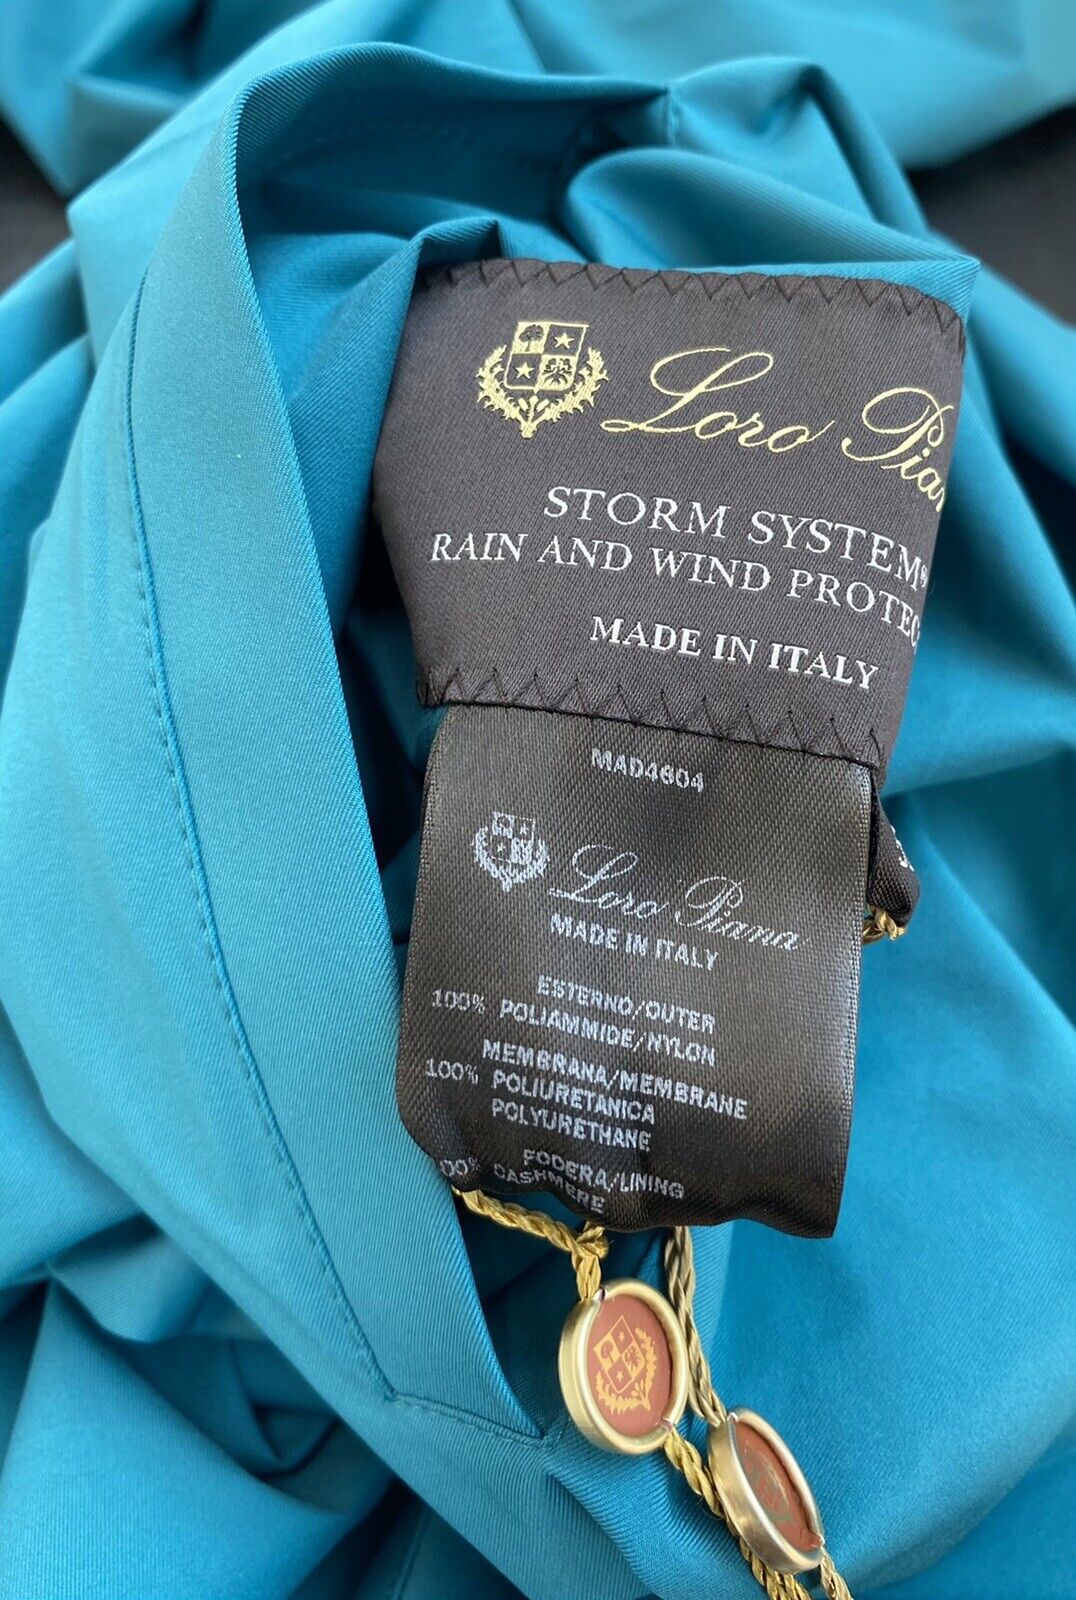 Loro Pian
STORM SYSTEM®
RAIN AND WIND PROTEC
MADE IN ITALY
MAD4604
Loro Piana
MADE IN ITALY
ESTERNO/OUTER
100% POLIAMMIDE/NYLON
MEMBRANA/MEMBRANE
100% POLIURETANICA
POLYURETHANE
FODERA/LINING
00% CASHMERE